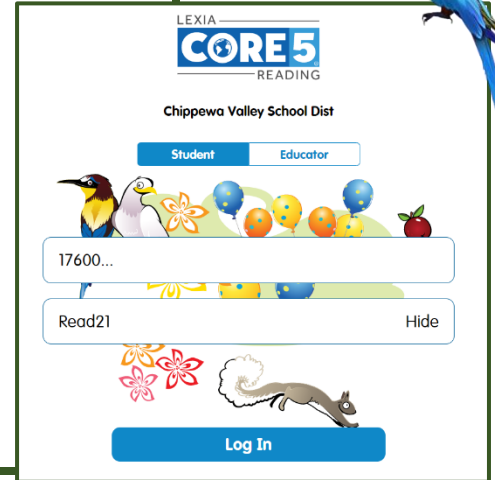 LEXIA
CORE5
READING
Chippewa Valley School Dist
Student Educator
17600...
Read21 Hide
Log In